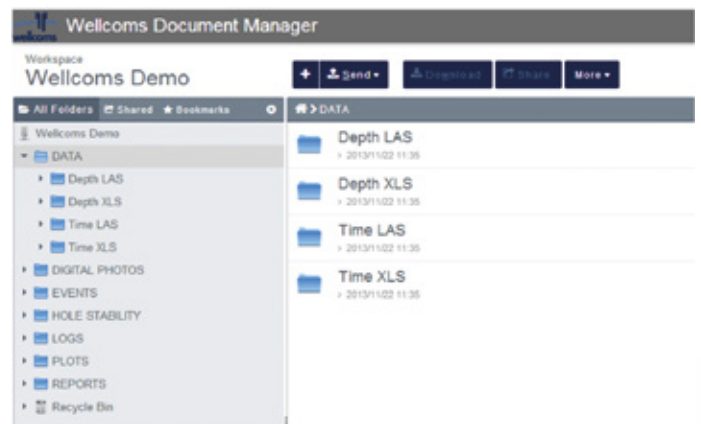 wellcoms
Wellcoms Document Manager
Workspace
Wellcoms Demo
+ Send Download Share More
All Folders Shared Bookmarks
> DATA
Wellcoms Demo
DATA
Depth LAS
Depth XLS
Time LAS
Time XLS
DIGITAL PHOTOS
EVENTS
HOLE STABILITY
LOGS
PLOTS
REPORTS
Recycle Bin
Depth LAS
> 2013/11/22 11:35
Depth XLS
> 2013/11/22 11:35
Time LAS
> 2013/11/22 11:35
Time XLS
> 2013/11/22 11:35